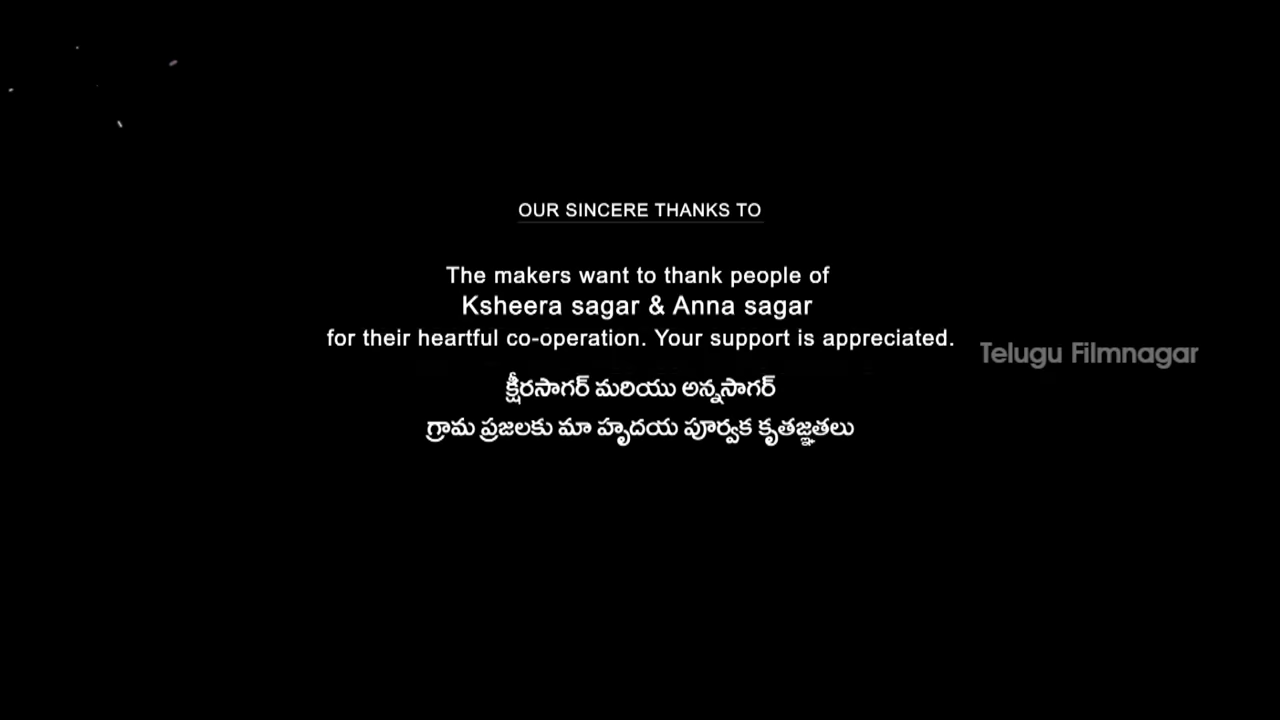 OUR SINCERE THANKS TO
The makers want to thank people of
Ksheera sagar & Anna sagar
for their heartful co-operation. Your support is appreciated.
Telugu Filmnagar
క్షీరసాగర్ మరియు అన్నసాగర్
గ్రామ ప్రజలకు మా హృదయ పూర్వక కృతజ్ఞతలు